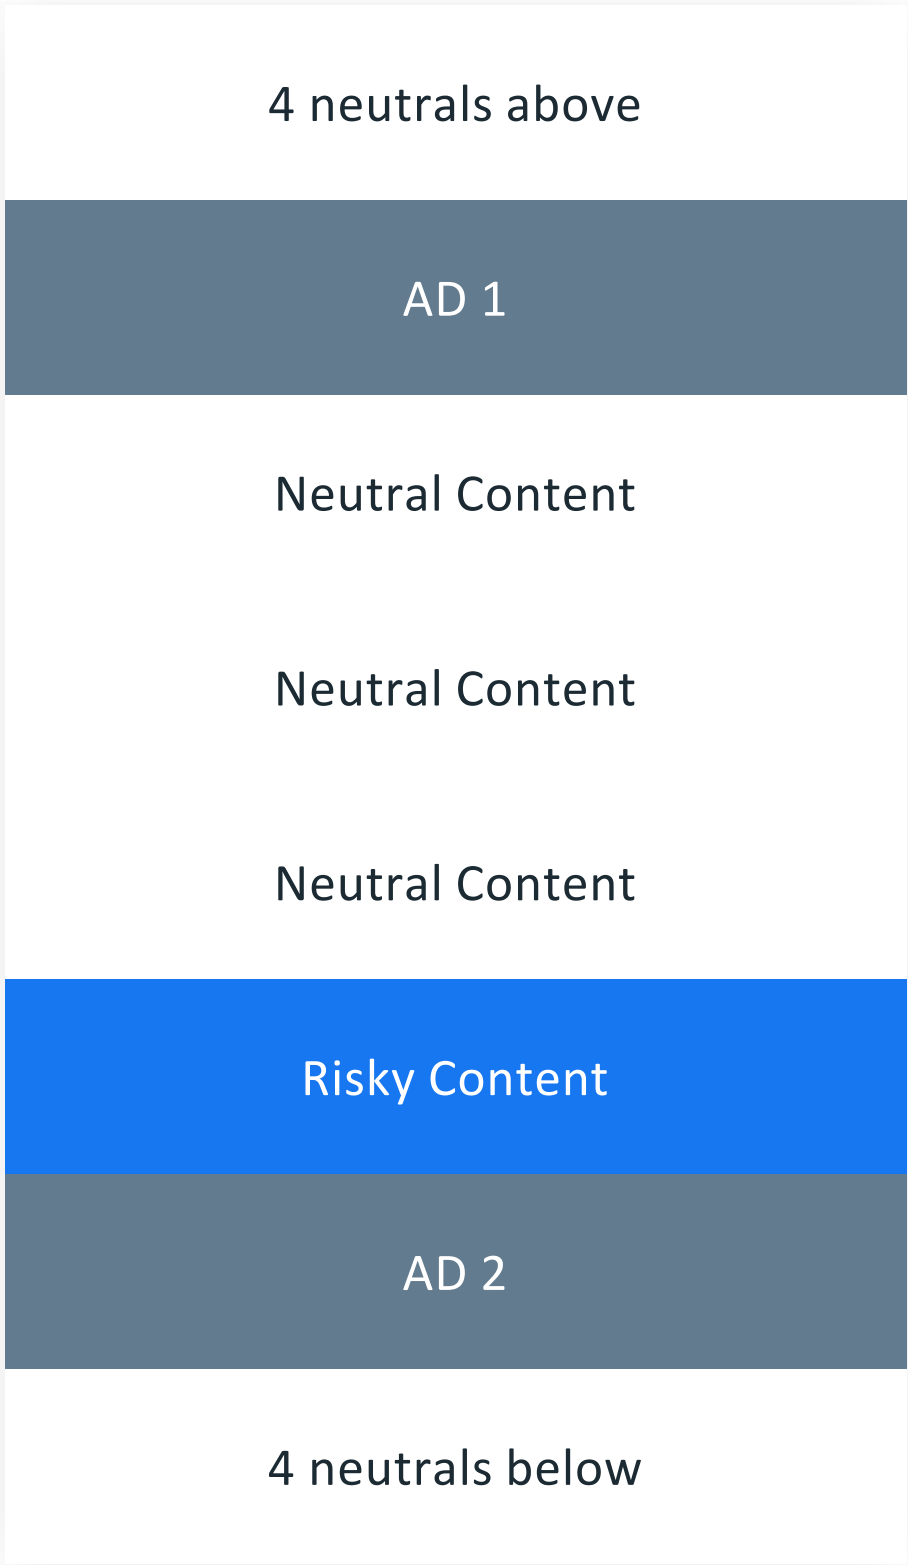 4 neutrals above
AD 1
Neutral Content
Neutral Content
Neutral Content
Risky Content
AD 2
4 neutrals below